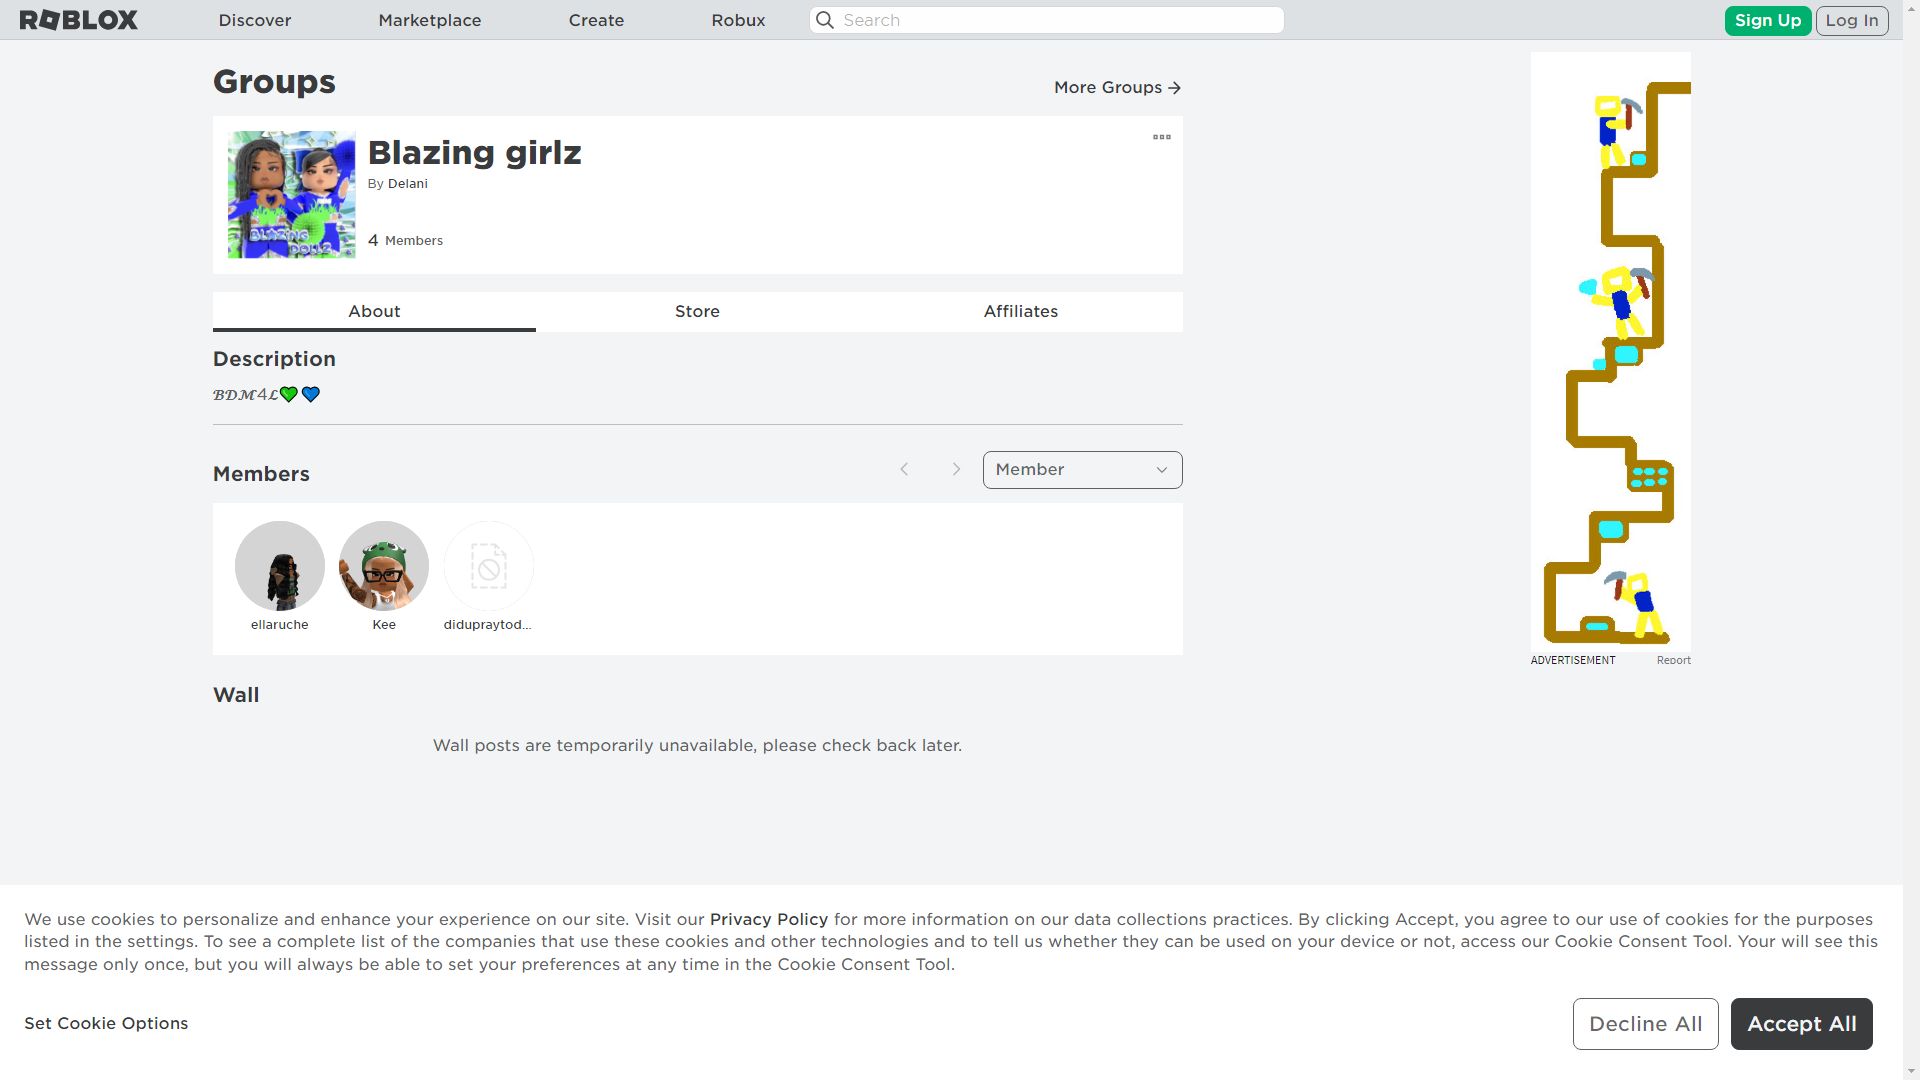 ROBLOX Discover Marketplace Create Robux Search Sign Up Log In
Groups
More Groups
Blazing girlz
By Delani
4 Members
BLAZING
DOLLZ
About Store Affiliates
Description
𝓑𝓓𝓜4𝓛💚💙
Members
Member
ellaruche Kee didupraytod...
Wall
Wall posts are temporarily unavailable, please check back later.
ADVERTISEMENT Report
We use cookies to personalize and enhance your experience on our site. Visit our Privacy Policy for more information on our data collections practices. By clicking Accept, you agree to our use of cookies for the purposes
listed in the settings. To see a complete list of the companies that use these cookies and other technologies and to tell us whether they can be used on your device or not, access our Cookie Consent Tool. Your will see this
message only once, but you will always be able to set your preferences at any time in the Cookie Consent Tool.
Set Cookie Options
Decline All
Accept All